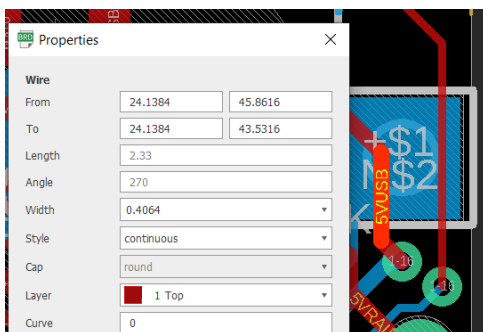 BRD
Properties
Wire
From 24.1384 45.8616
To 24.1384 43.5316
Length 2.33
Angle 270
Width 0.4064
Style continuous
Cap round
Layer 1 Top
Curve 0
+$1
N$2
5VUSB
1-16
1-16